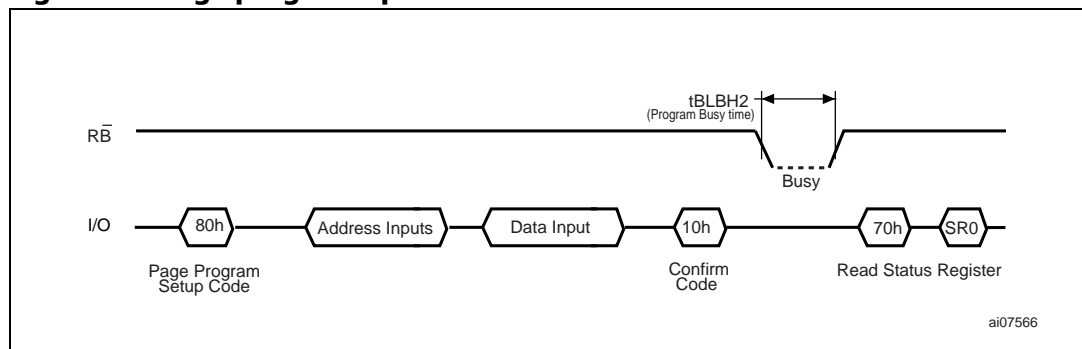 tBLBH2
(Program Busy time)
RB̅
Busy
I/O
80h
Address Inputs
Data Input
10h
70h
SR0
Page Program
Setup Code
Confirm
Code
Read Status Register
ai07566